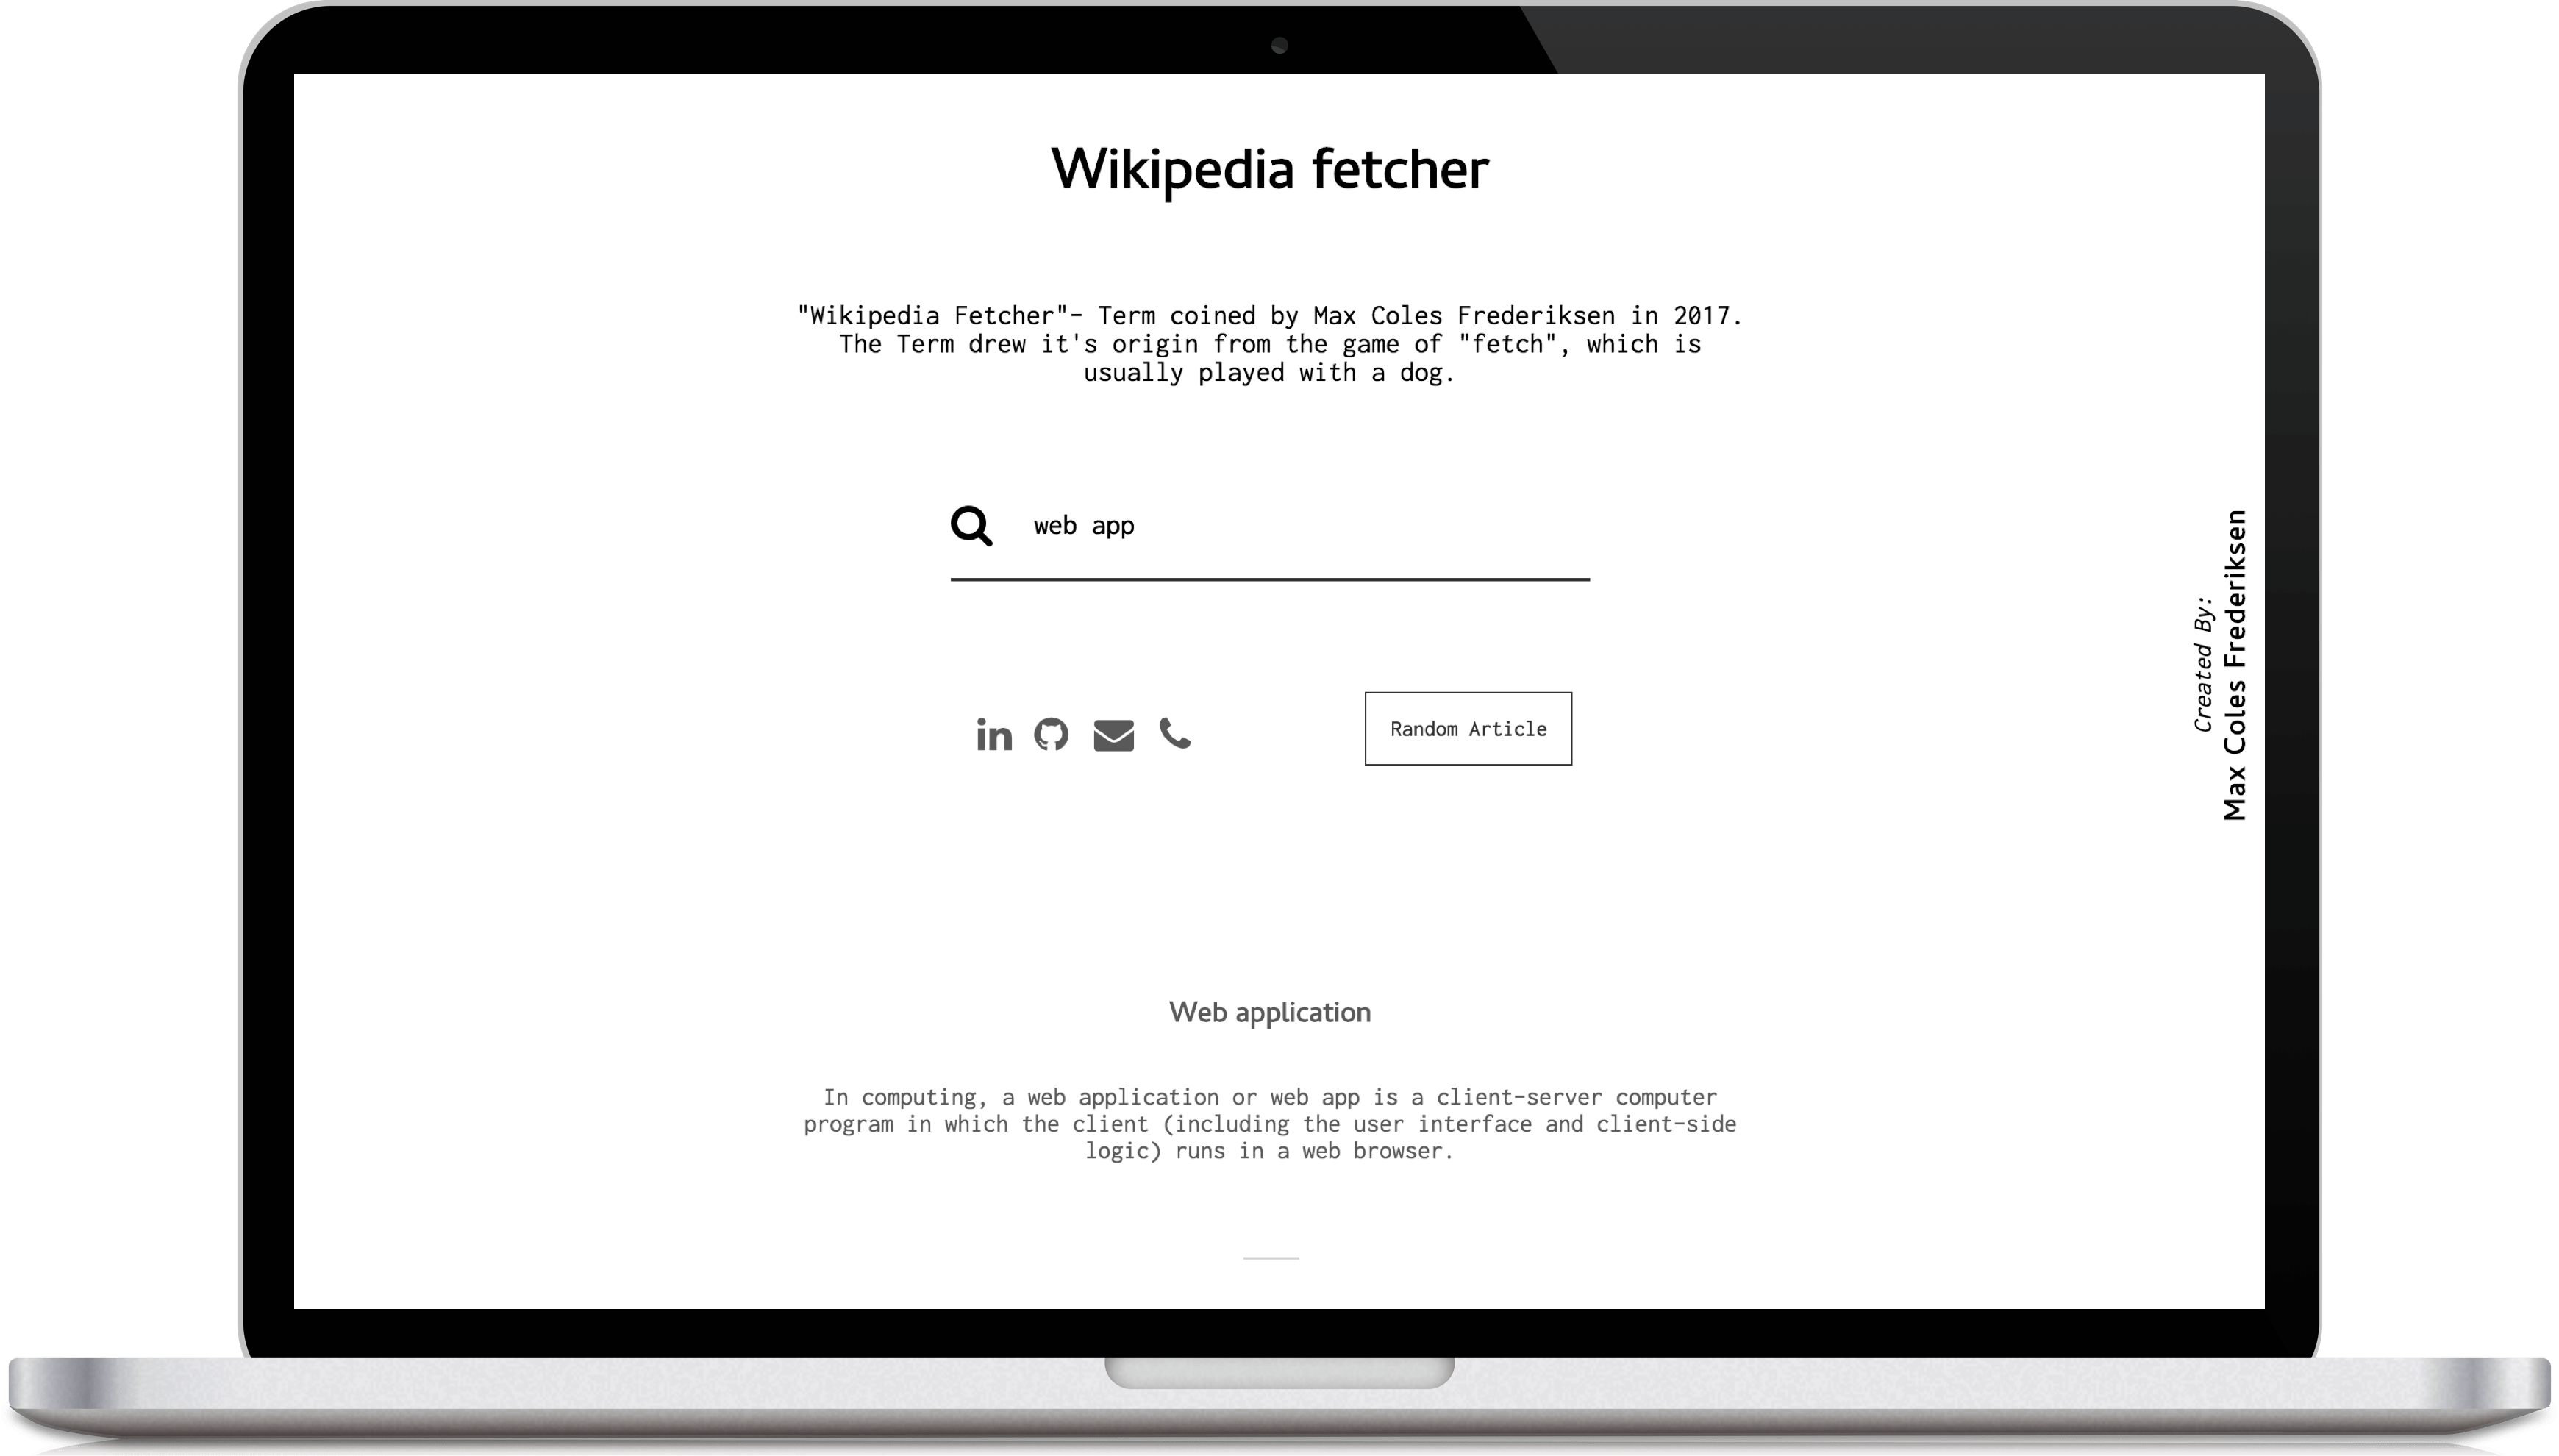 Wikipedia fetcher
"Wikipedia Fetcher"- Term coined by Max Coles Frederiksen in 2017.
The Term drew it's origin from the game of "fetch", which is
usually played with a dog.
web app
in
Random Article
Created By:
Max Coles Frederiksen
Web application
In computing, a web application or web app is a client-server computer
program in which the client (including the user interface and client-side
logic) runs in a web browser.